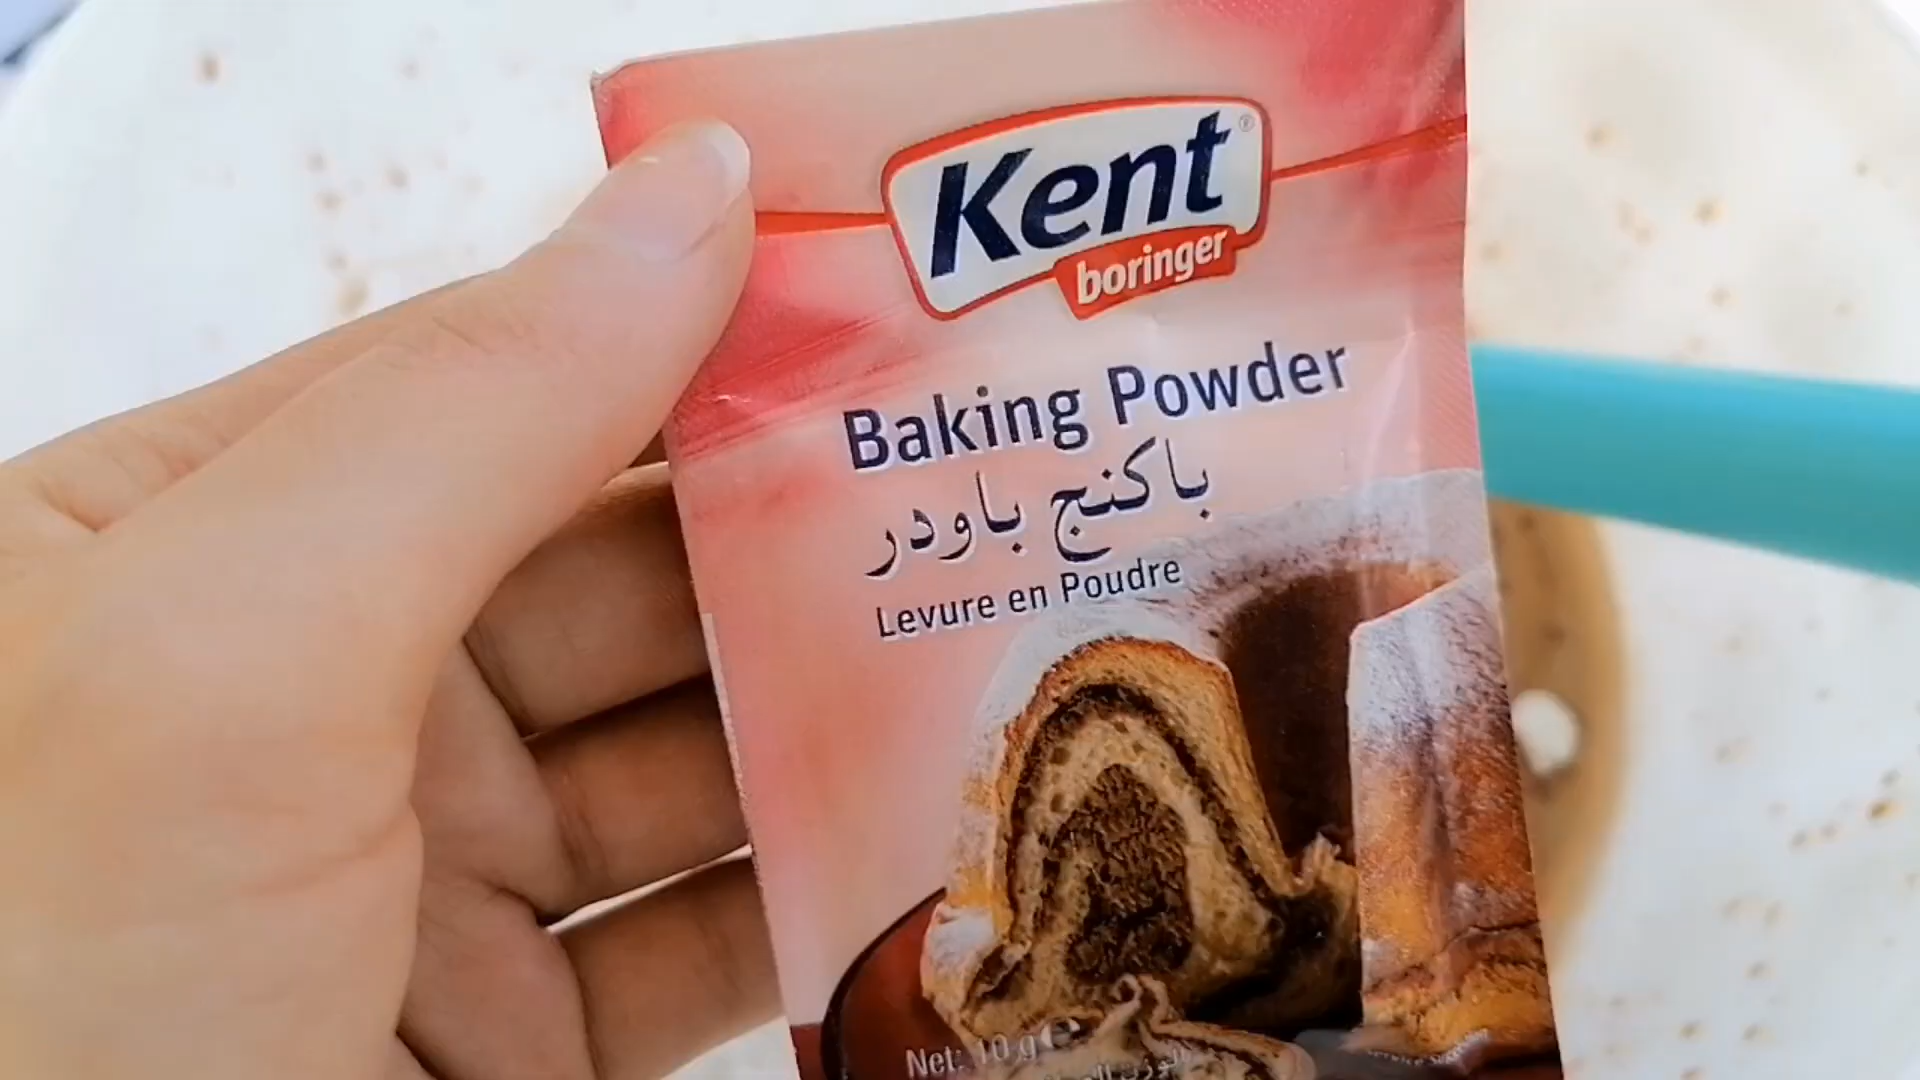 Kent®
boringer
Baking Powder
باكنج باودر
Levure en Poudre
Net: 10 g ℮